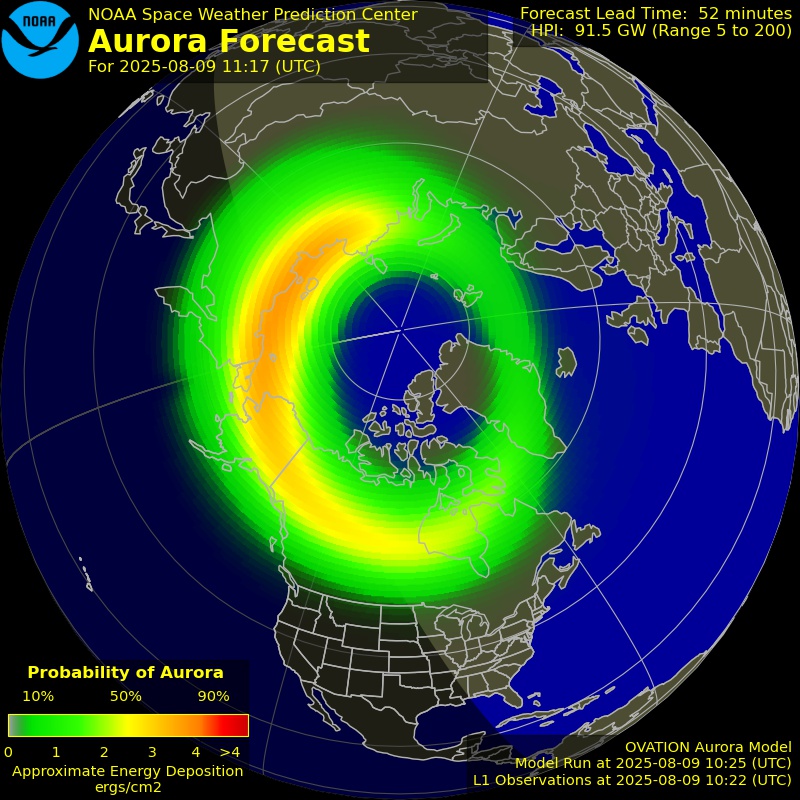 NOAA
NOAA Space Weather Prediction Center
Aurora Forecast
For 2025-08-09 11:17 (UTC)
Forecast Lead Time: 52 minutes
HPI: 91.5 GW (Range 5 to 200)
Probability of Aurora
10% 50% 90%
0 1 2 3 4 >4
Approximate Energy Deposition
ergs/cm2
OVATION Aurora Model
Model Run at 2025-08-09 10:25 (UTC)
L1 Observations at 2025-08-09 10:22 (UTC)